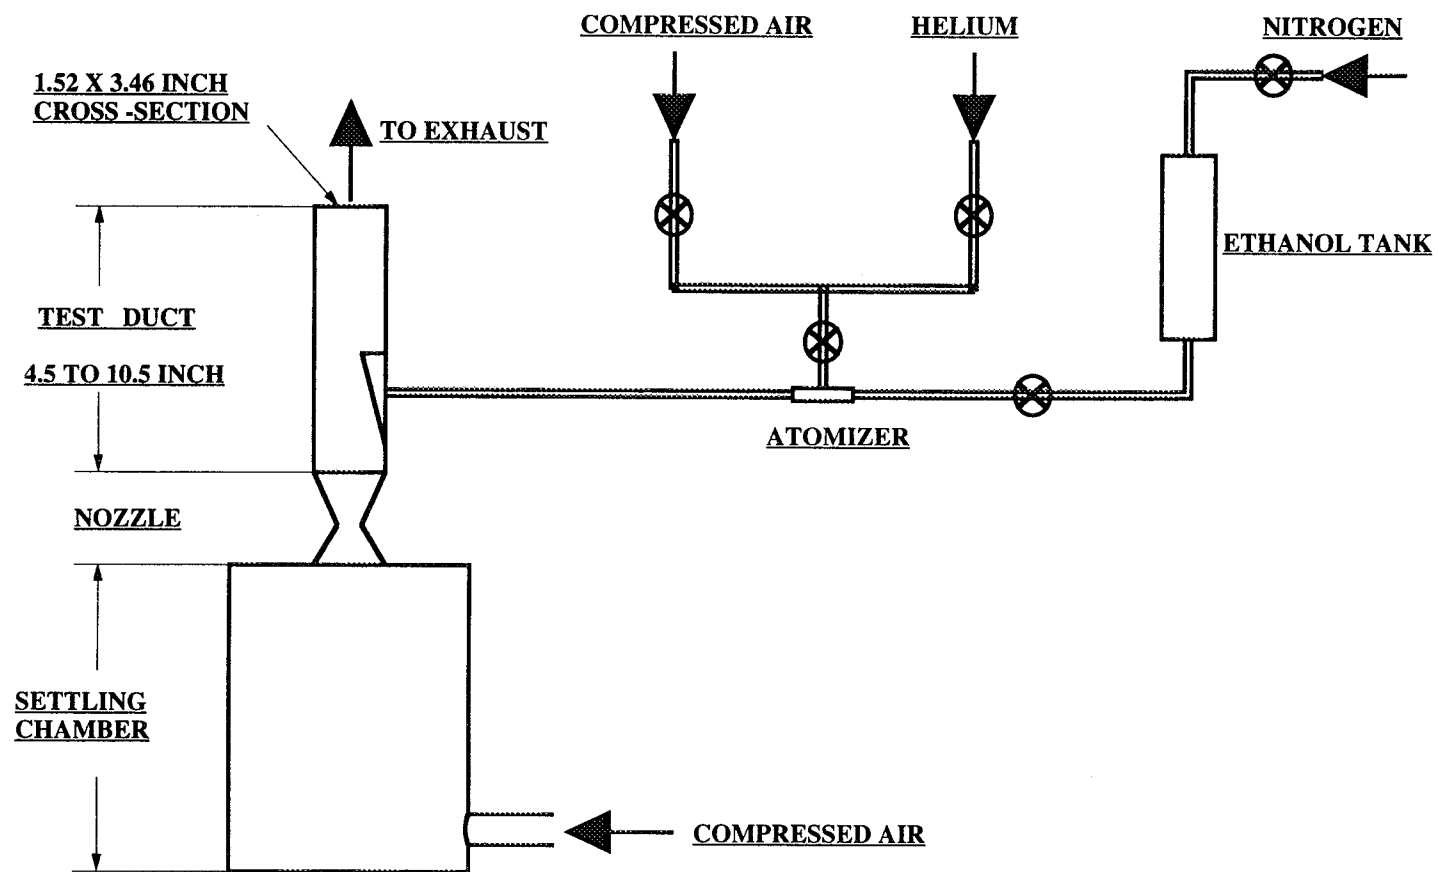 COMPRESSED AIR
HELIUM
NITROGEN
1.52 X 3.46 INCH
CROSS -SECTION
TO EXHAUST
ETHANOL TANK
TEST DUCT
4.5 TO 10.5 INCH
ATOMIZER
NOZZLE
SETTLING
CHAMBER
COMPRESSED AIR